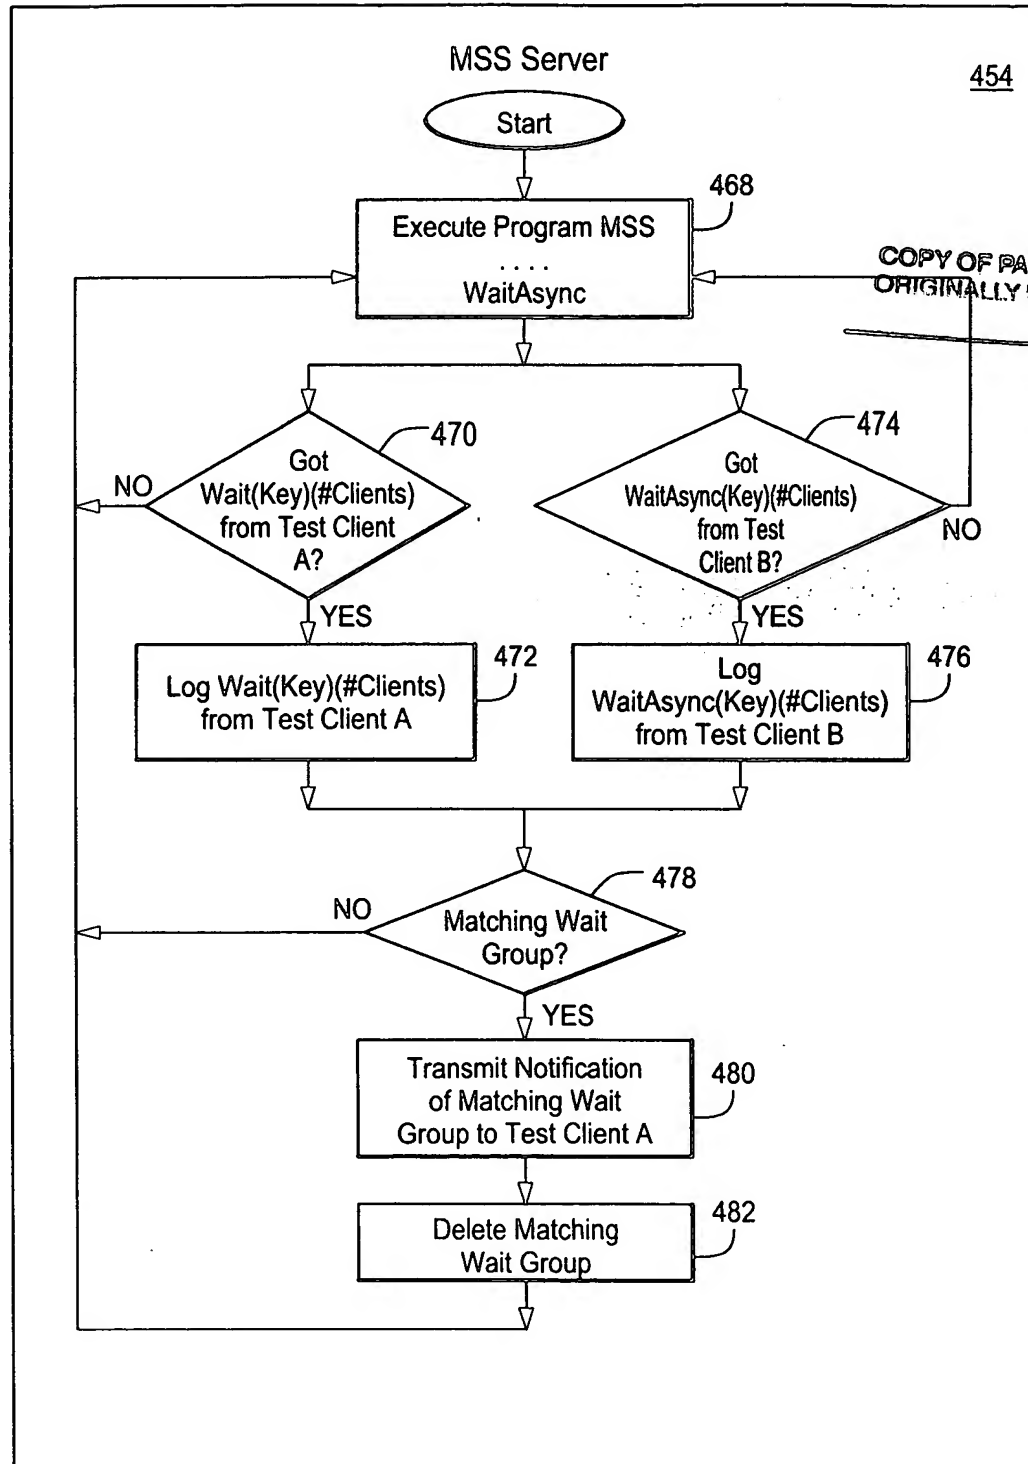 MSS Server
454
Start
468
Execute Program MSS
. . . .
WaitAsync
COPY OF PA
ORIGINALLY
470
Got
Wait(Key)(#Clients)
from Test Client
A?
NO
YES
474
Got
WaitAsync(Key)(#Clients)
from Test
Client B?
NO
YES
472
Log Wait(Key)(#Clients)
from Test Client A
476
Log
WaitAsync(Key)(#Clients)
from Test Client B
478
NO
Matching Wait
Group?
YES
480
Transmit Notification
of Matching Wait
Group to Test Client A
482
Delete Matching
Wait Group